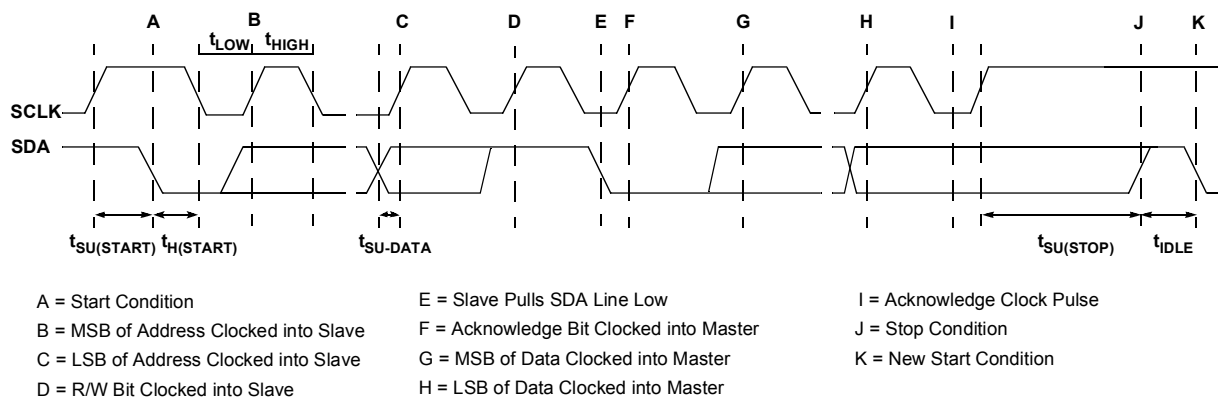 A B C D E F G H I J K
tLOW tHIGH
SCLK
SDA
tSU(START) tH(START) tSU-DATA tSU(STOP) tIDLE
A = Start Condition
B = MSB of Address Clocked into Slave
C = LSB of Address Clocked into Slave
D = R/W Bit Clocked into Slave
E = Slave Pulls SDA Line Low
F = Acknowledge Bit Clocked into Master
G = MSB of Data Clocked into Master
H = LSB of Data Clocked into Master
I = Acknowledge Clock Pulse
J = Stop Condition
K = New Start Condition